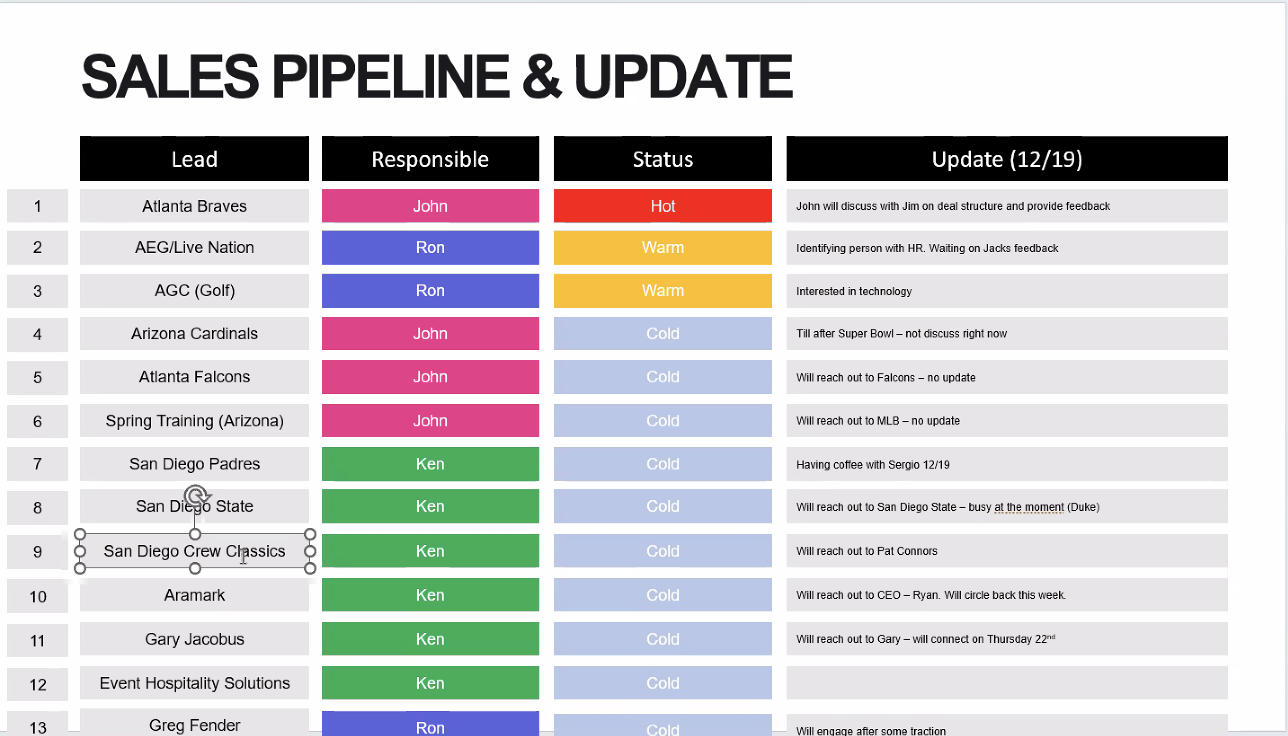 SALES PIPELINE & UPDATE
Lead Responsible Status Update (12/19)
1 Atlanta Braves John Hot John will discuss with Jim on deal structure and provide feedback
2 AEG/Live Nation Ron Warm Identifying person with HR. Waiting on Jacks feedback
3 AGC (Golf) Ron Warm Interested in technology
4 Arizona Cardinals John Cold Till after Super Bowl – not discuss right now
5 Atlanta Falcons John Cold Will reach out to Falcons – no update
6 Spring Training (Arizona) John Cold Will reach out to MLB – no update
7 San Diego Padres Ken Cold Having coffee with Sergio 12/19
8 San Diego State Ken Cold Will reach out to San Diego State – busy at the moment (Duke)
9 San Diego Crew Classics Ken Cold Will reach out to Pat Connors
10 Aramark Ken Cold Will reach out to CEO – Ryan. Will circle back this week.
11 Gary Jacobus Ken Cold Will reach out to Gary – will connect on Thursday 22nd
12 Event Hospitality Solutions Ken Cold
13 Greg Fender Ron Cold Will engage after some traction